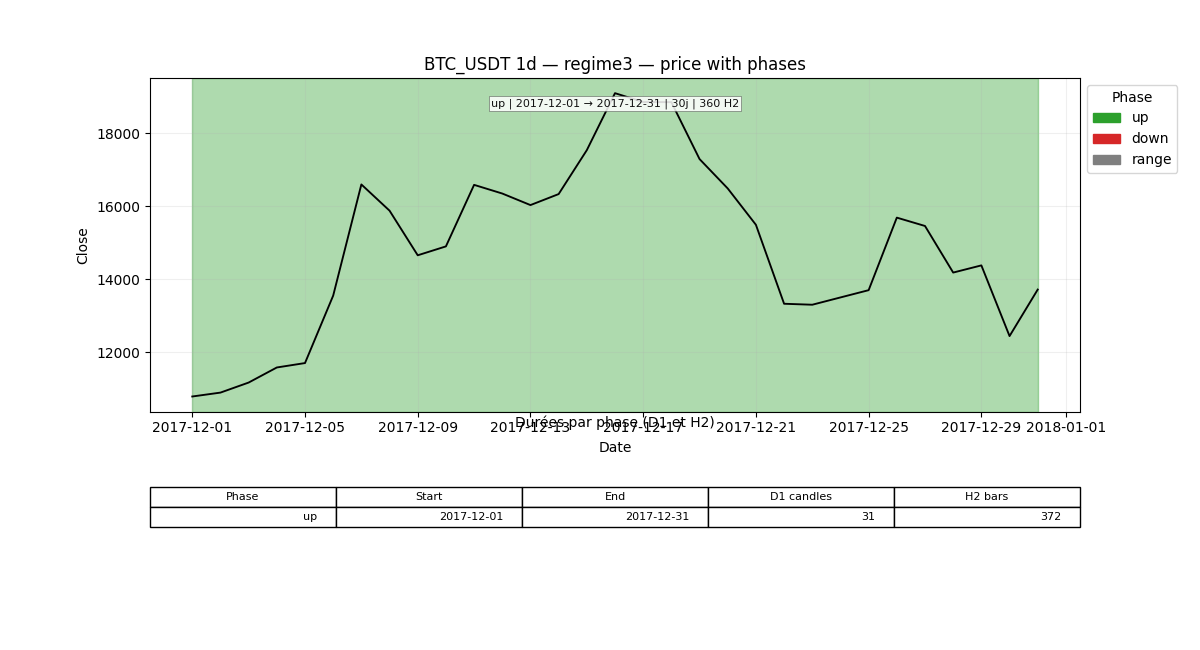 BTC_USDT 1d — regime3 — price with phases
up | 2017-12-01 → 2017-12-31 | 30j | 360 H2
Phase
up
down
range
Close
18000
16000
14000
12000
Durées par phase (D1 et H2)
2017-12-01 2017-12-05 2017-12-09 2017-12-13 2017-12-17 2017-12-21 2017-12-25 2017-12-29 2018-01-01
Date
Phase Start End D1 candles H2 bars
up 2017-12-01 2017-12-31 31 372